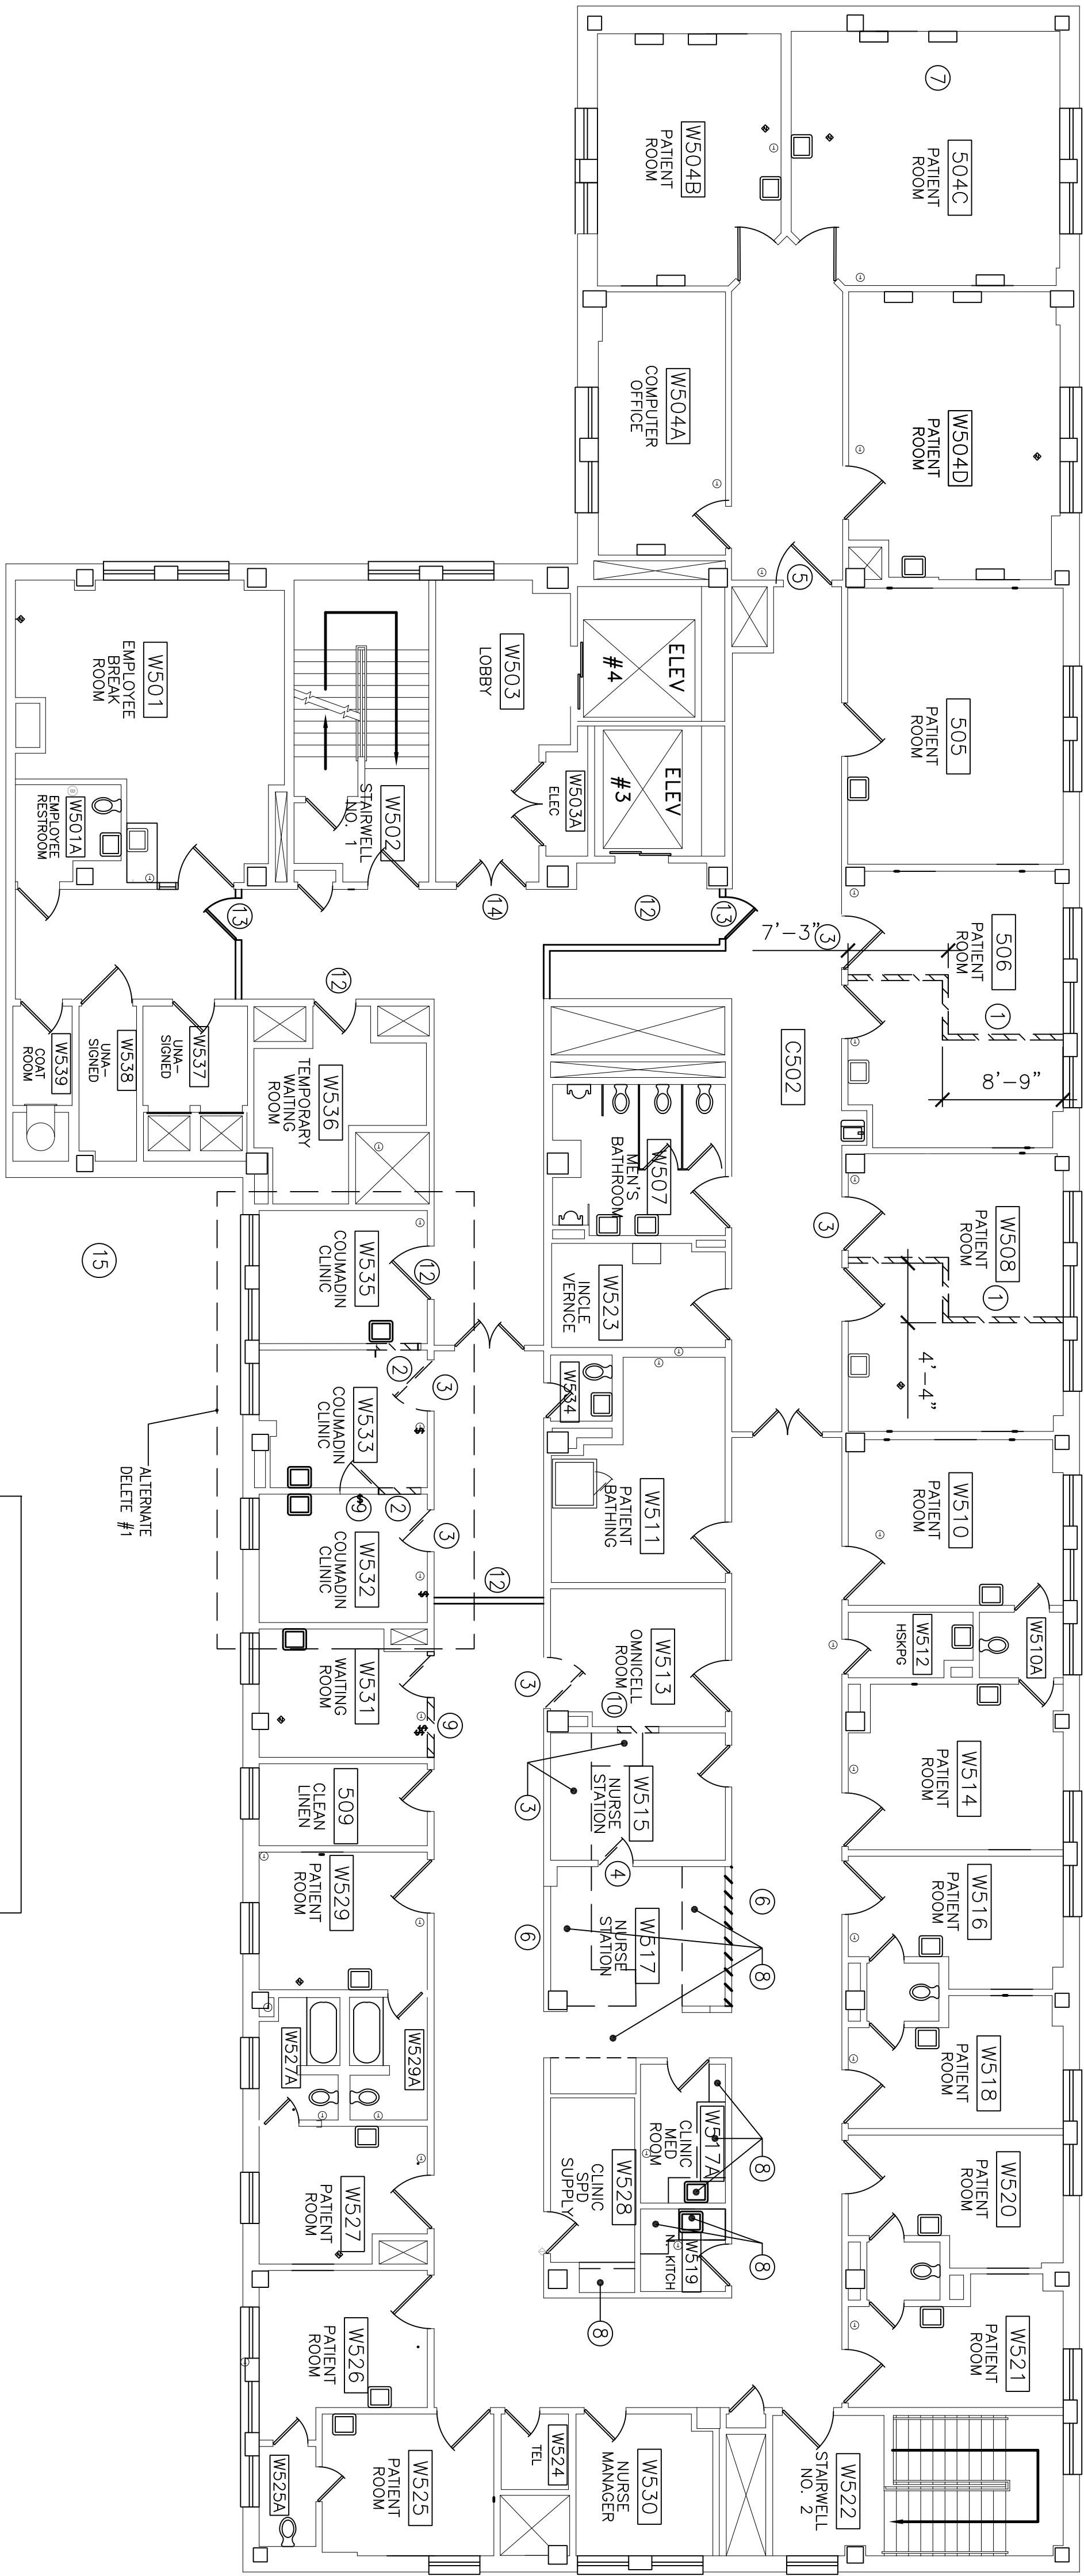 504C
PATIENT
ROOM
7
W504B
PATIENT
ROOM
W504D
PATIENT
ROOM
W504A
COMPUTER
OFFICE
5
505
PATIENT
ROOM
ELEV
#4
ELEV
#3
W503
LOBBY
W503A
ELEC
W502
STAIRWELL
NO. 1
W501
EMPLOYEE
BREAK
ROOM
W501A
EMPLOYEE
RESTROOM
13
14
12
13
12
7'-3"
3
506
PATIENT
ROOM
1
8'-9"
C502
W537
UNA-
SIGNED
W538
UNA-
SIGNED
W539
COAT
ROOM
W536
TEMPORARY
WAITING
ROOM
W507
MEN'S
BATHROOM
3
W508
PATIENT
ROOM
1
4'-4"
15
W535
COUMADIN
CLINIC
12
W523
INCLE
VERNCE
W534
2
3
W533
COUMADIN
CLINIC
9
2
3
W532
COUMADIN
CLINIC
ALTERNATE
DELETE #1
12
W511
PATIENT
BATHING
W510
PATIENT
ROOM
W510A
W512
HSKPG
W513
OMNICELL
ROOM
3
10
W531
WAITING
ROOM
9
W514
PATIENT
ROOM
W515
NURSE
STATION
3
4
509
CLEAN
LINEN
W529
PATIENT
ROOM
W516
PATIENT
ROOM
6
W517
NURSE
STATION
6
8
W518
PATIENT
ROOM
W529A
W527A
W517A
CLINIC
MED
ROOM
8
W528
CLINIC
SPD
SUPPLY
W520
PATIENT
ROOM
W527
PATIENT
ROOM
W519
N. KITCH
8
8
W521
PATIENT
ROOM
W526
PATIENT
ROOM
W522
STAIRWELL
NO. 2
W530
NURSE
MANAGER
W524
TEL
W525
PATIENT
ROOM
W525A